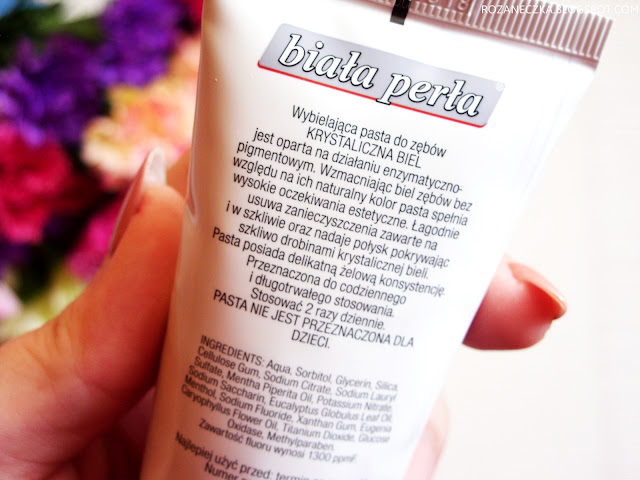 ROZANECZKA.BLOGSPOT.COM
biała perła
Wybielająca pasta do zębów
KRYSTALICZNA BIEL
jest oparta na działaniu enzymatyczno-
pigmentowym. Wzmacniając biel zębów bez
względu na ich naturalny kolor pasta spełnia
wysokie oczekiwania estetyczne. Łagodnie
usuwa zanieczyszczenia zawarte na
i w szkliwie oraz nadaje połysk pokrywając
szkliwo drobinami krystalicznej bieli.
Pasta posiada delikatną żelową konsystencję.
Przeznaczona do codziennego
i długotrwałego stosowania.
Stosować 2 razy dziennie.
PASTA NIE JEST PRZEZNACZONA DLA
DZIECI.
INGREDIENTS: Aqua, Sorbitol, Glycerin, Silica,
Cellulose Gum, Sodium Citrate, Sodium Lauryl
Sulfate, Mentha Piperita Oil, Potassium Nitrate,
Menthol, Sodium Fluoride, Xanthan Gum, Eugenia
Sodium Saccharin, Eucalyptus Globulus Leaf Oil,
Caryophyllus Flower Oil, Titanium Dioxide, Glucose
Oxidase, Methylparaben.
Zawartość fluoru wynosi 1300 ppmF.
Najlepiej użyć przed: termin
Numer